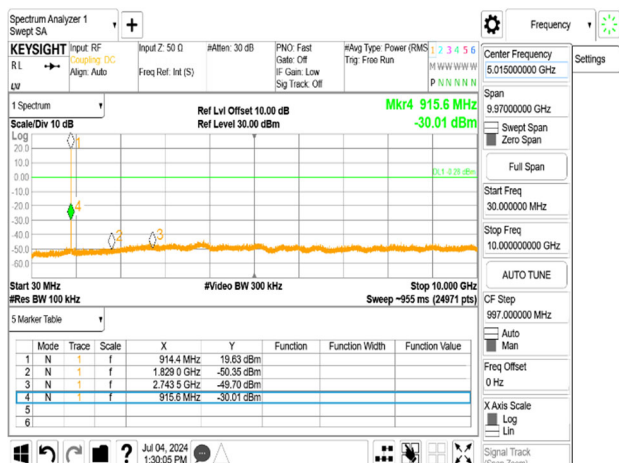 Spectrum Analyzer 1
Swept SA
+
Frequency
KEYSIGHT Input: RF Input Z: 50 Ω #Atten: 30 dB PNO: Fast #Avg Type: Power (RMS 1 2 3 4 5 6
RL Coupling: DC Gate: Off Trig: Free Run M W W W W W
Align: Auto Freq Ref: Int (S) IF Gain: Low
Sig Track: Off P N N N N N
1 Spectrum
Ref Lvl Offset 10.00 dB Mkr4 915.6 MHz
Scale/Div 10 dB Ref Level 30.00 dBm -30.01 dBm
Log
1
20.0
10.0
0.00
DL1 -0.28 dBm
-10.0
-20.0
4
-30.0
-40.0
2 3
-50.0
-60.0
Start 30 MHz #Video BW 300 kHz Stop 10.000 GHz
#Res BW 100 kHz Sweep ~955 ms (24971 pts)
5 Marker Table
Mode Trace Scale X Y Function Function Width Function Value
1 N 1 f 914.4 MHz 19.63 dBm
2 N 1 f 1.829 0 GHz -50.35 dBm
3 N 1 f 2.743 5 GHz -49.70 dBm
4 N 1 f 915.6 MHz -30.01 dBm
5
6
Jul 04, 2024
1:30:05 PM
?
Center Frequency
5.015000000 GHz
Settings
Span
9.97000000 GHz
Swept Span
Zero Span
Full Span
Start Freq
30.000000 MHz
Stop Freq
10.000000000 GHz
AUTO TUNE
CF Step
997.000000 MHz
Auto
Man
Freq Offset
0 Hz
X Axis Scale
Log
Lin
Signal Track
(Span Zoom)